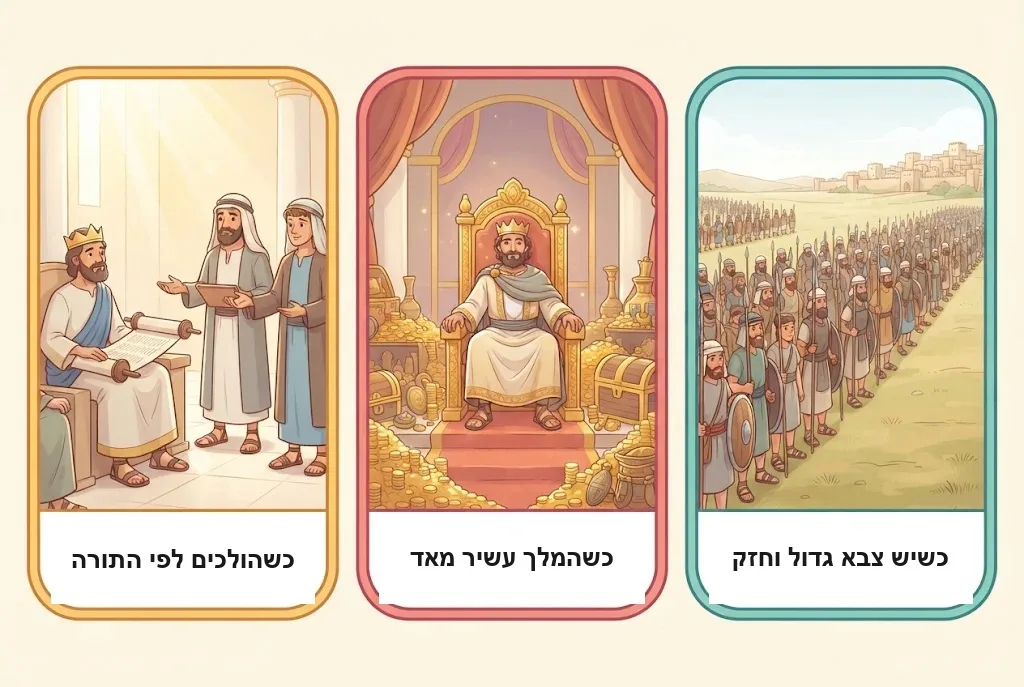 כשיש צבא גדול וחזק
כשהמלך עשיר מאד
כשהולכים לפי התורה